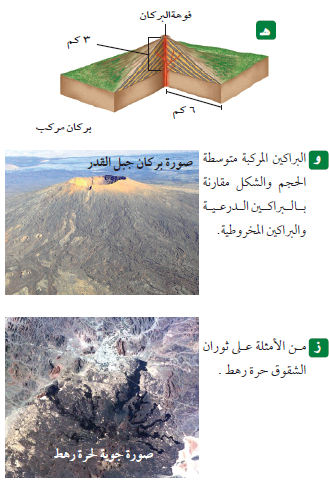 فوهة البركان
هـ
٣ كم
٦ كم
بركان مركب
و
البراكين المركبة متوسطة
الحجم والشكل مقارنة
بالبراكين الدرعية
والبراكين المخروطية.
صورة بركان جبل القدر
ز
من الأمثلة على ثوران
الشقوق حرة رهط .
صورة جوية لحرة رهط